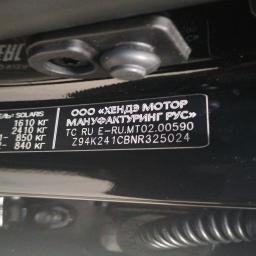 ЕАС
ООО «ХЕНДЭ МОТОР
МАНУФАКТУРИНГ РУС»
SOLARIS
1610 КГ
2410 КГ
850 КГ
840 КГ
ТС RU E-RU.MT02.00590
Z94K241CBNR325024